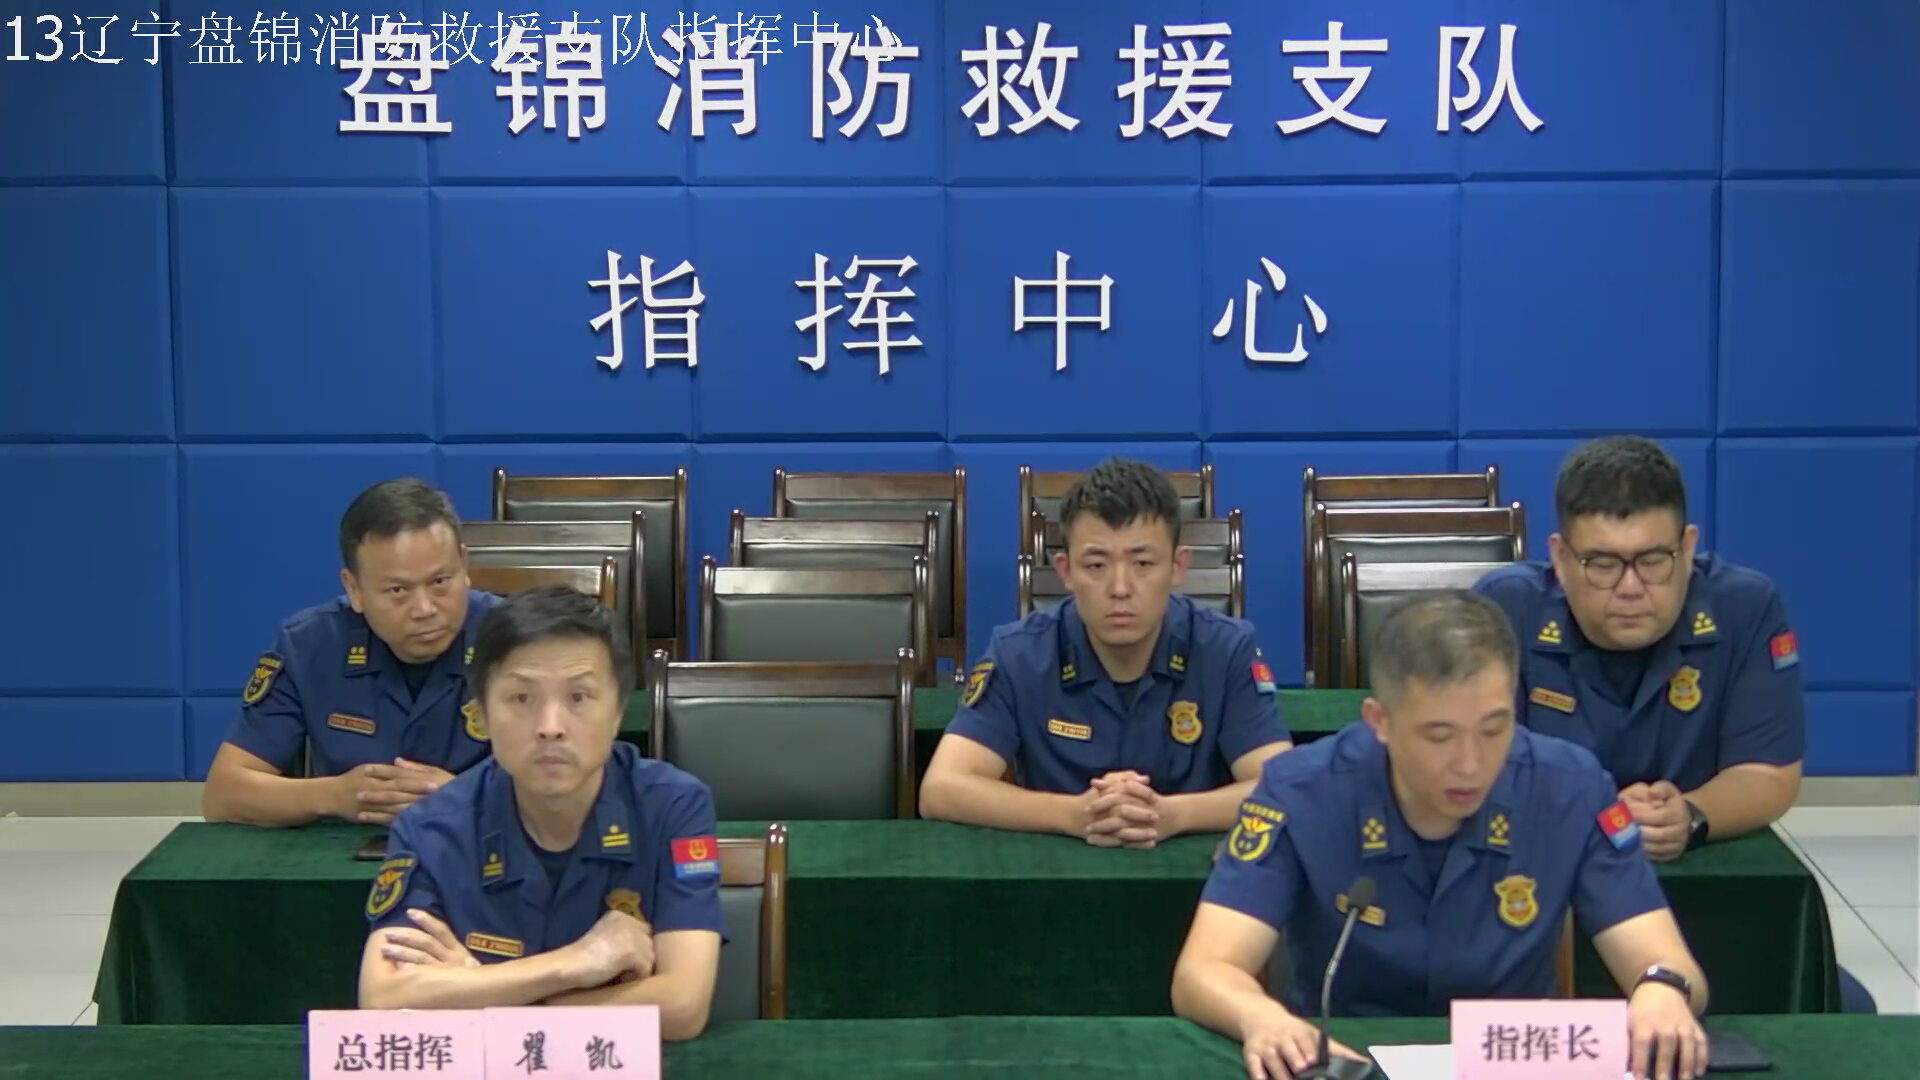 13辽宁盘锦消防救援支队指挥中心
盘锦消防救援支队
指挥中心
总指挥 翟凯
指挥长